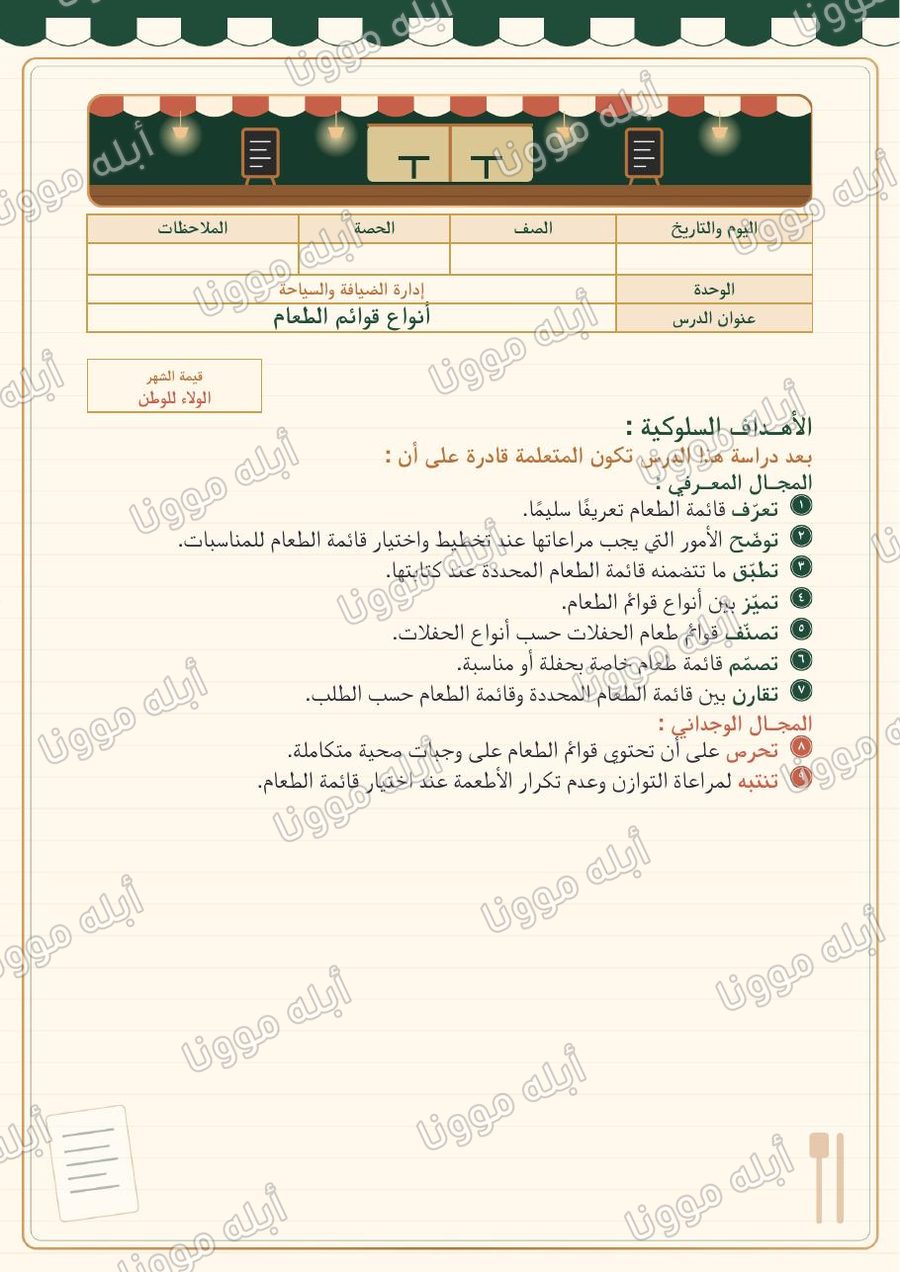 اليوم والتاريخ الصف الحصة الملاحظات
الوحدة إدارة الضيافة والسياحة
عنوان الدرس أنواع قوائم الطعام
قيمة الشهر
الولاء للوطن
الأهـداف السلوكية :
بعد دراسة هذا الدرس تكون المتعلمة قادرة على أن :
المجـال المعـرفي :
١ تعرّف قائمة الطعام تعريفًا سليمًا.
٢ توضّح الأمور التي يجب مراعاتها عند تخطيط واختيار قائمة الطعام للمناسبات.
٣ تطبّق ما تتضمنه قائمة الطعام المحددة عند كتابتها.
٤ تميّز بين أنواع قوائم الطعام.
٥ تصنّف قوائم طعام الحفلات حسب أنواع الحفلات.
٦ تصمّم قائمة طعام خاصة بحفلة أو مناسبة.
٧ تقارن بين قائمة الطعام المحددة وقائمة الطعام حسب الطلب.
المجـال الوجداني :
٨ تحرص على أن تحتوي قوائم الطعام على وجبات صحية متكاملة.
٩ تنتبه لمراعاة التوازن وعدم تكرار الأطعمة عند اختيار قائمة الطعام.
أبله موونا